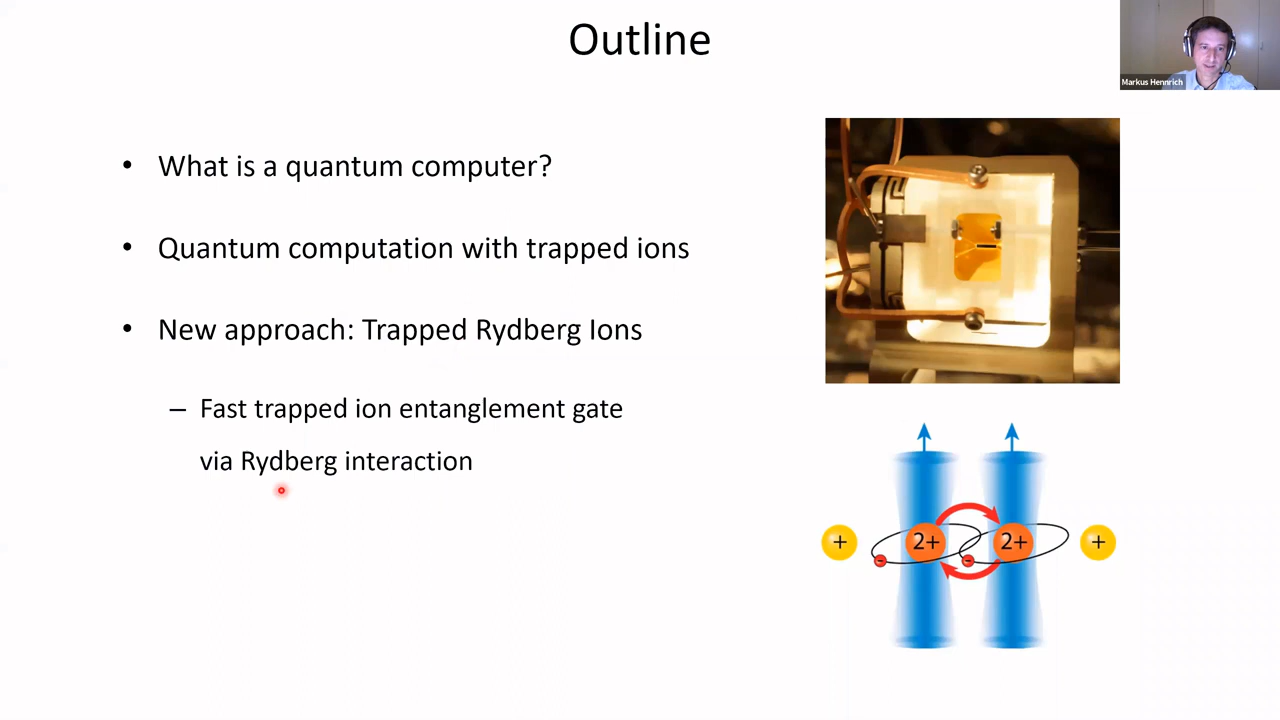 Outline
Markus Hennrich
• What is a quantum computer?
• Quantum computation with trapped ions
• New approach: Trapped Rydberg Ions
– Fast trapped ion entanglement gate
via Rydberg interaction
+ 2+ 2+ +
- -